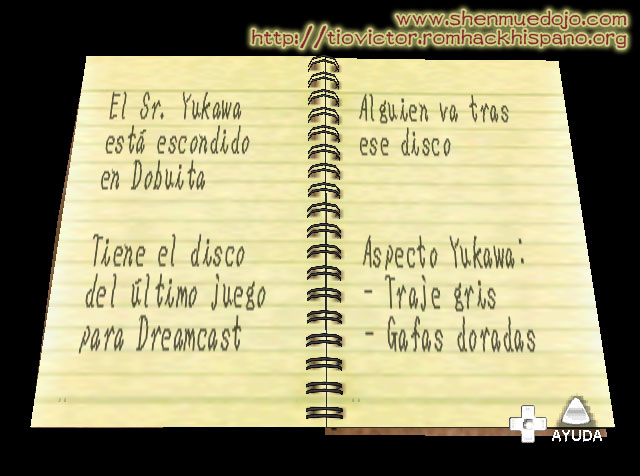 www.shenmuedojo.com
http://tiovictor.romhackhispano.org
El Sr. Yukawa
está escondido
en Dobuita
Tiene el disco
del último juego
para Dreamcast
Alguien va tras
ese disco
Aspecto Yukawa:
- Traje gris
- Gafas doradas
AYUDA